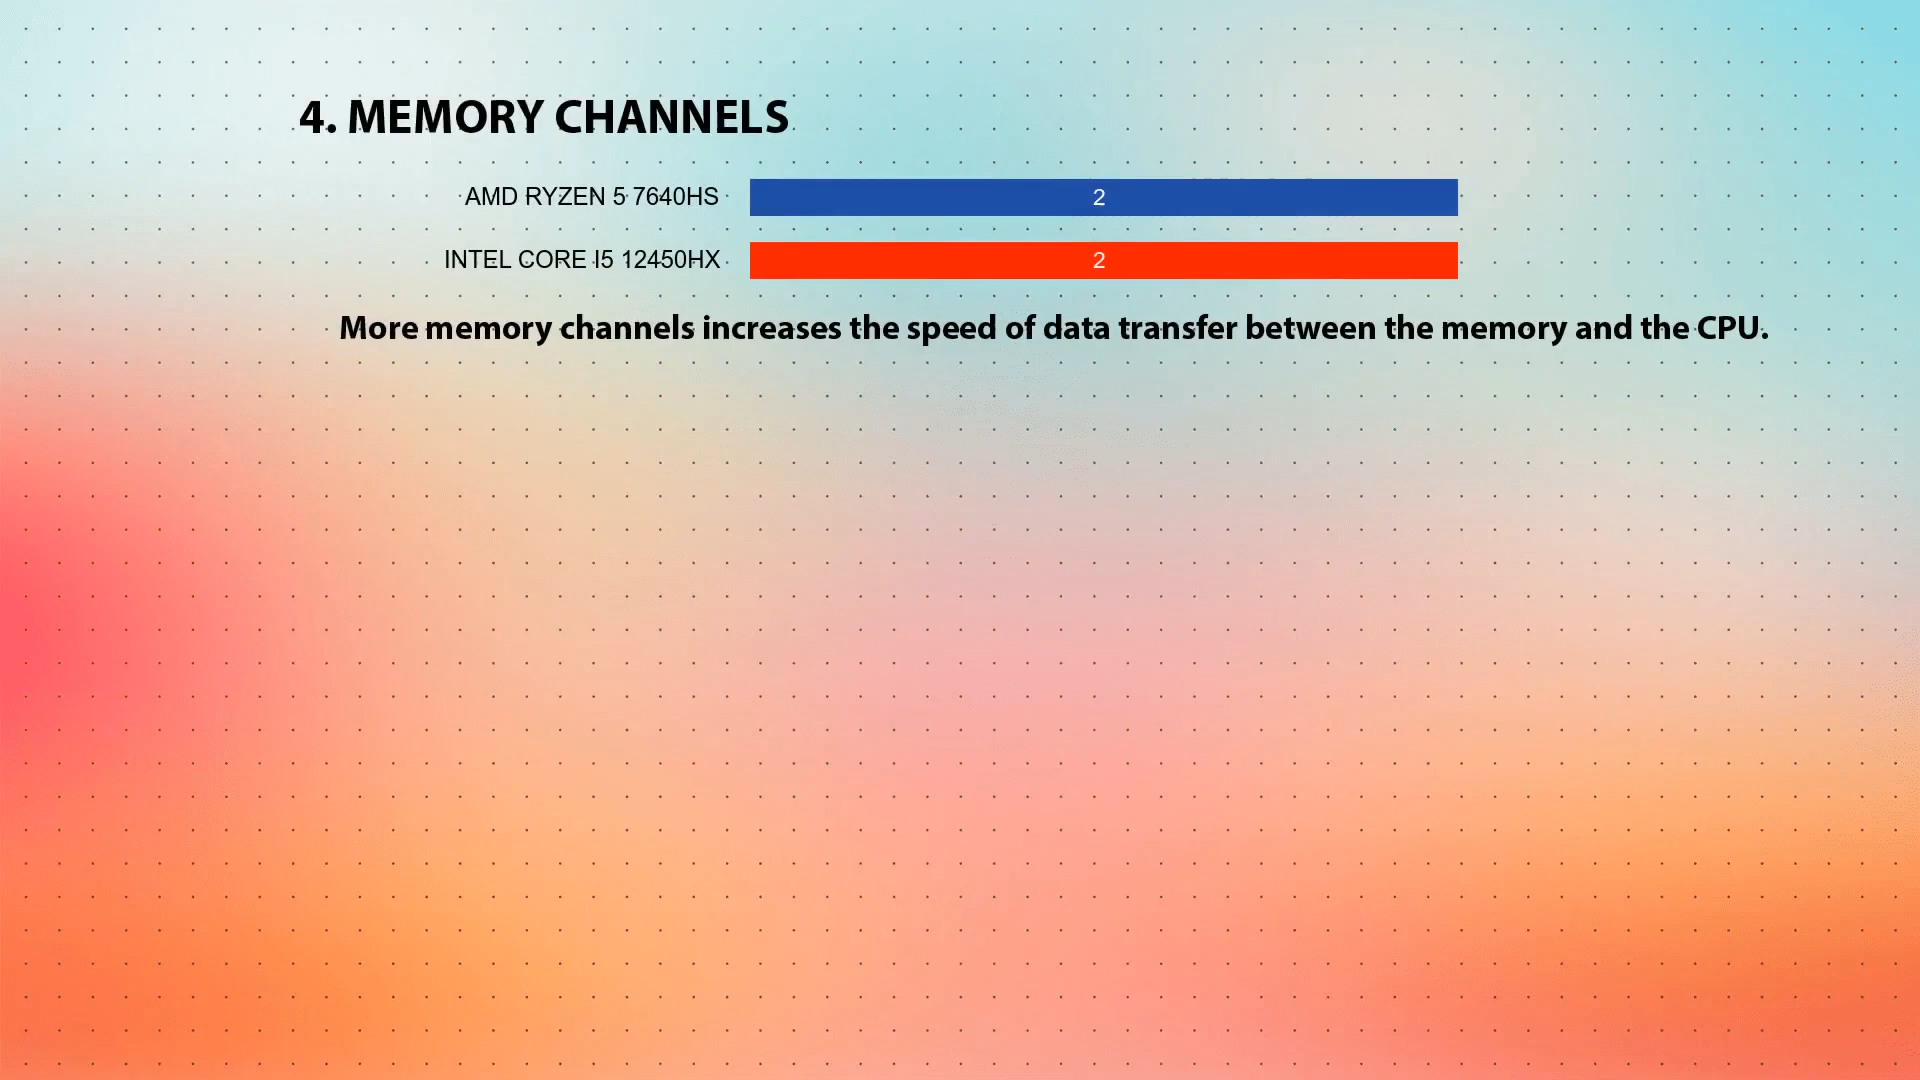 4. MEMORY CHANNELS
AMD RYZEN 5 7640HS 2
INTEL CORE I5 12450HX 2
More memory channels increases the speed of data transfer between the memory and the CPU.